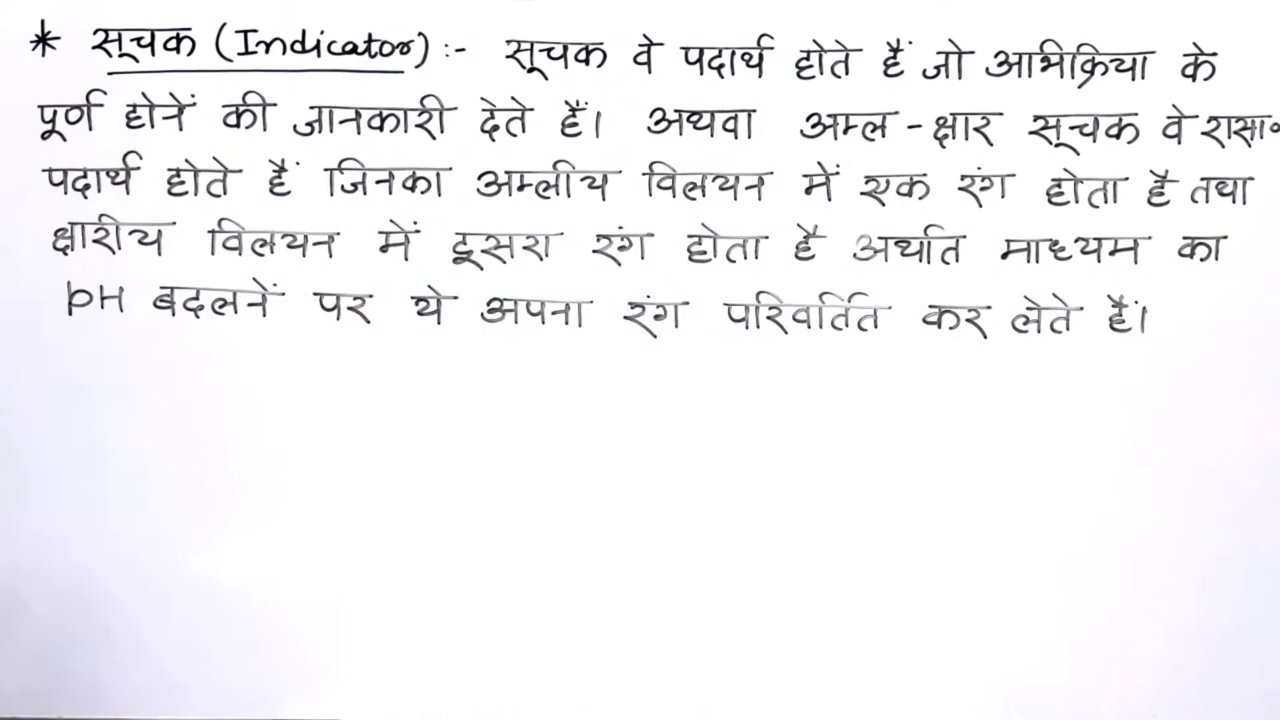 * सूचक (Indicator) :- सूचक वे पदार्थ होते हैं जो अभिक्रिया के
पूर्ण होनें की जानकारी देते हैं। अथवा अम्ल - क्षार सूचक वे रासा॰
पदार्थ होते हैं जिनका अम्लीय विलयन में एक रंग होता है तथा
क्षारीय विलयन में दूसरा रंग होता है अर्थात माध्यम का
pH बदलनें पर ये अपना रंग परिवर्तित कर लेते हैं।